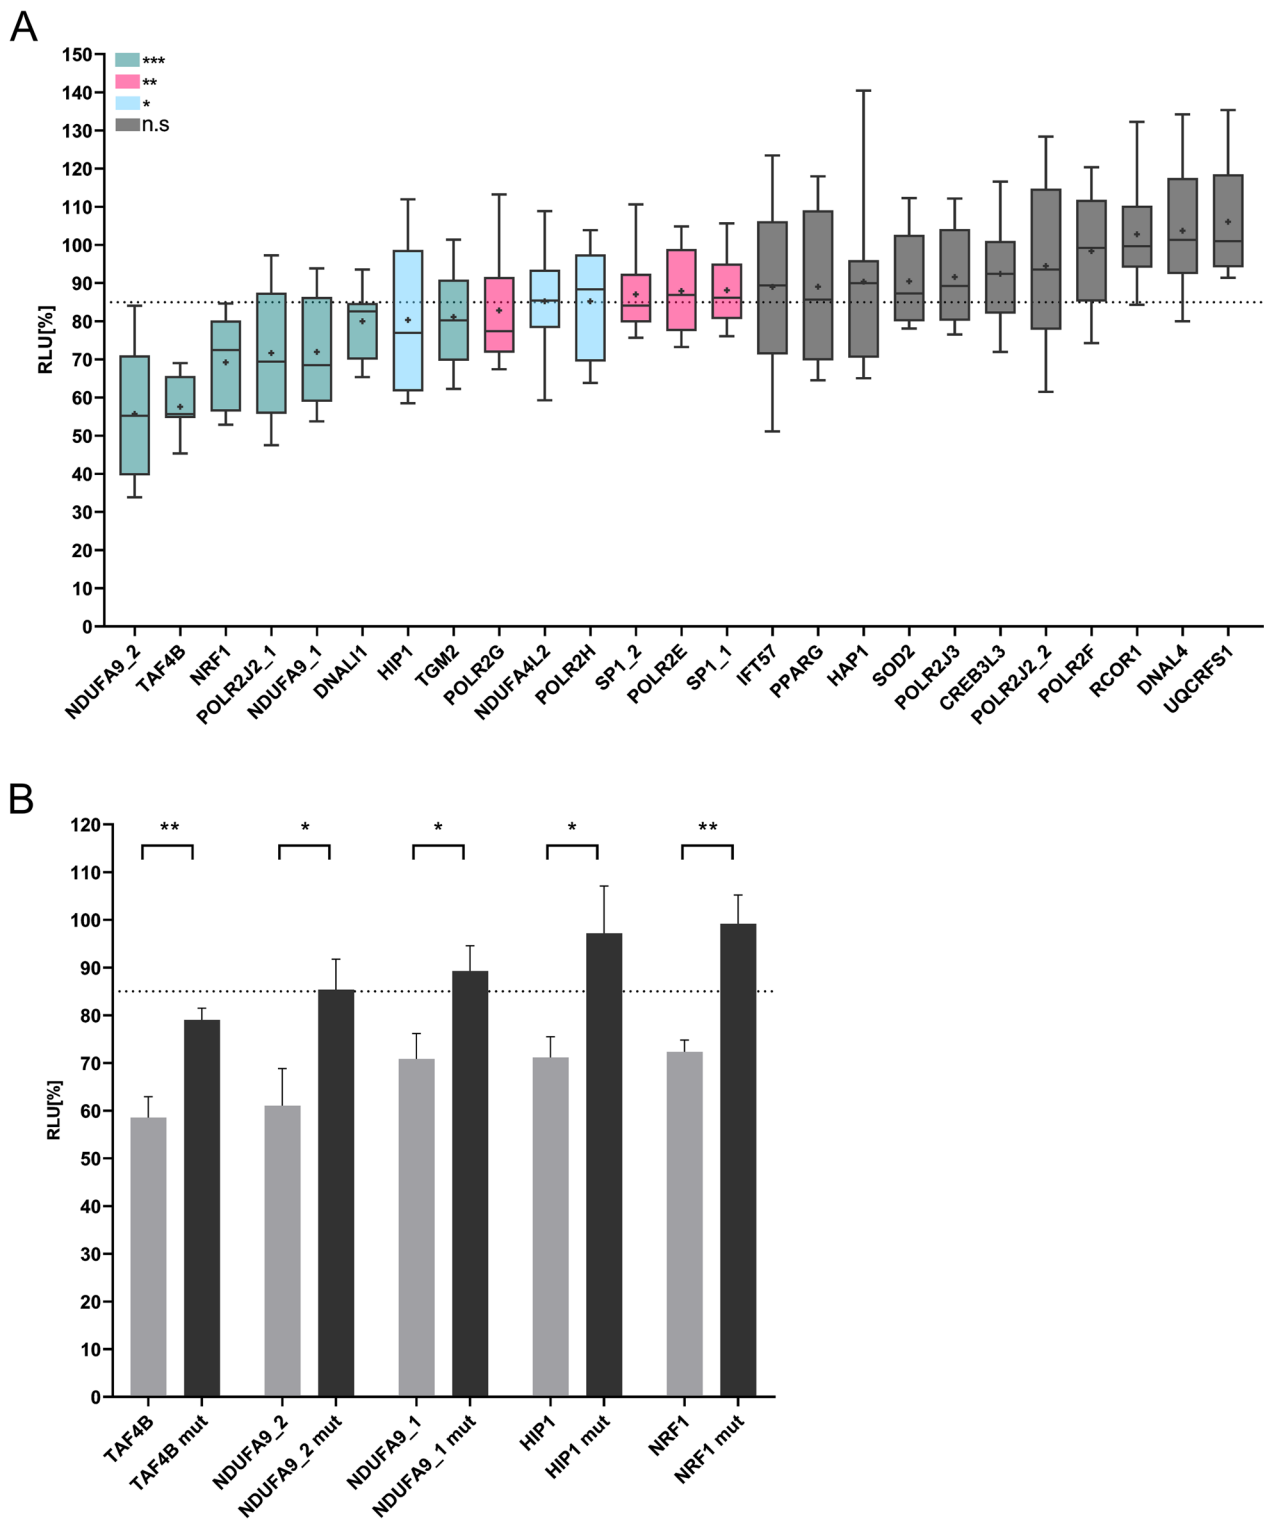 A
150
140
130
120
110
100
90
80
70
60
50
40
30
20
10
0
RLU[%]
***
**
*
n.s
NDUFA9_2
TAF4B
NRF1
POLR2J2_1
NDUFA9_1
DNALI1
HIP1
TGM2
POLR2G
NDUFA4L2
POLR2H
SP1_2
POLR2E
SP1_1
IFT57
PPARG
HAP1
SOD2
POLR2J3
CREB3L3
POLR2J2_2
POLR2F
RCOR1
DNAL4
UQCRFS1
B
120
110
100
90
80
70
60
50
40
30
20
10
0
RLU[%]
** * * * **
TAF4B
TAF4B mut
NDUFA9_2
NDUFA9_2 mut
NDUFA9_1
NDUFA9_1 mut
HIP1
HIP1 mut
NRF1
NRF1 mut